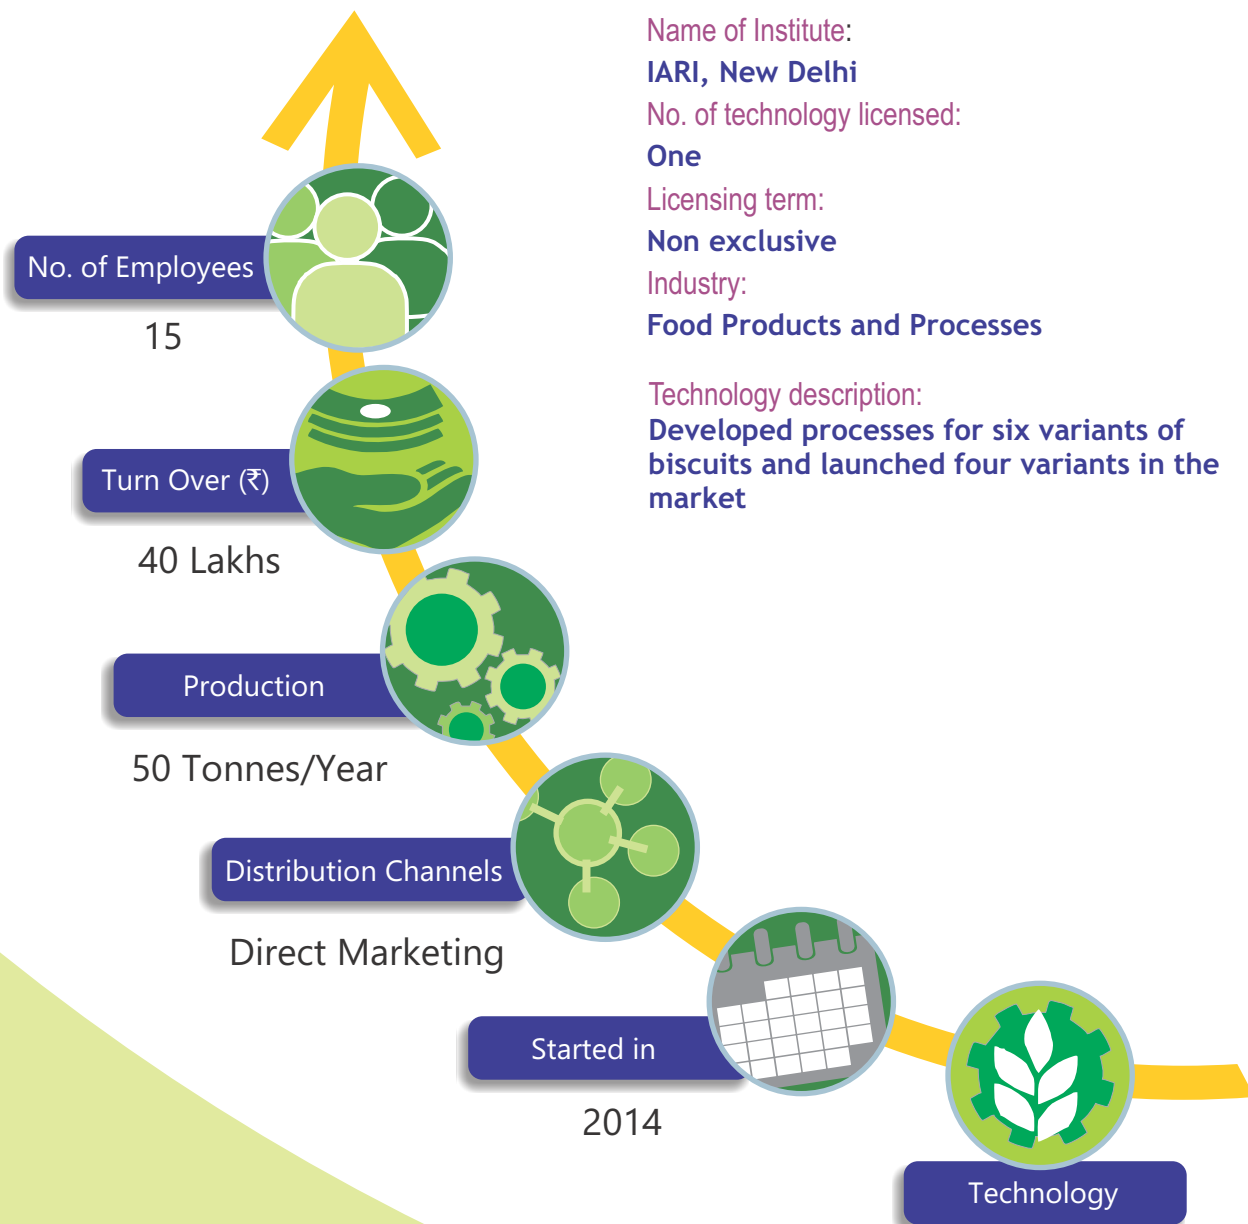 Name of Institute:
IARI, New Delhi
No. of technology licensed:
One
Licensing term:
Non exclusive
Industry:
Food Products and Processes
Technology description:
Developed processes for six variants of
biscuits and launched four variants in the
market
No. of Employees
15
Turn Over (₹)
40 Lakhs
Production
50 Tonnes/Year
Distribution Channels
Direct Marketing
Started in
2014
Technology